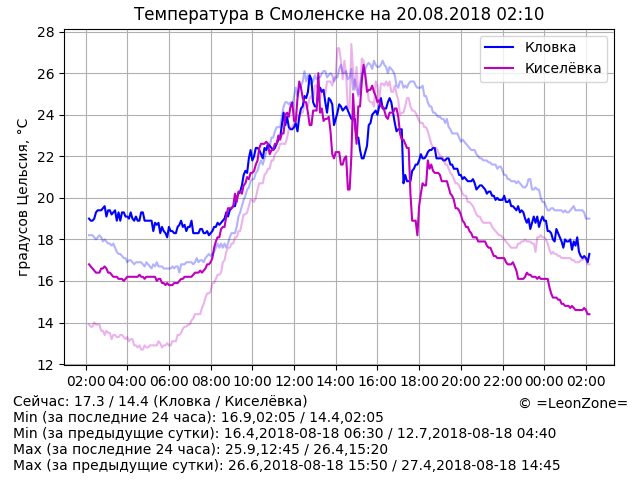 Температура в Смоленске на 20.08.2018 02:10
градусов Цельсия, °C
28
26
24
22
20
18
16
14
12
Кловка
Киселёвка
02:00 04:00 06:00 08:00 10:00 12:00 14:00 16:00 18:00 20:00 22:00 00:00 02:00
Сейчас: 17.3 / 14.4 (Кловка / Киселёвка)
© =LeonZone=
Min (за последние 24 часа): 16.9,02:05 / 14.4,02:05
Min (за предыдущие сутки): 16.4,2018-08-18 06:30 / 12.7,2018-08-18 04:40
Max (за последние 24 часа): 25.9,12:45 / 26.4,15:20
Max (за предыдущие сутки): 26.6,2018-08-18 15:50 / 27.4,2018-08-18 14:45